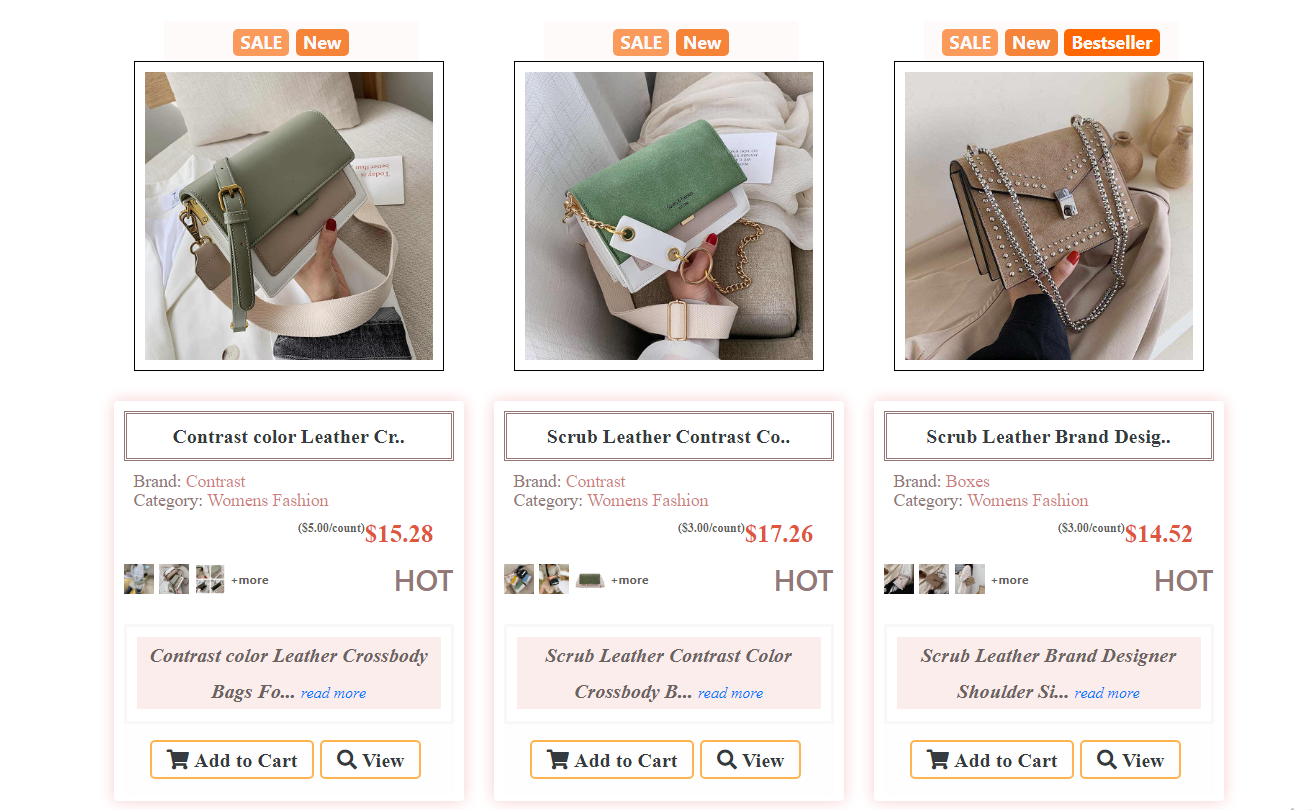 SALE New
SALE New
SALE New Bestseller
Contrast color Leather Cr..
Brand: Contrast
Category: Womens Fashion
($5.00/count)$15.28
+more
HOT
Contrast color Leather Crossbody
Bags Fo... read more
Add to Cart
View
Scrub Leather Contrast Co..
Brand: Contrast
Category: Womens Fashion
($3.00/count)$17.26
+more
HOT
Scrub Leather Contrast Color
Crossbody B... read more
Add to Cart
View
Scrub Leather Brand Desig..
Brand: Boxes
Category: Womens Fashion
($3.00/count)$14.52
+more
HOT
Scrub Leather Brand Designer
Shoulder Si... read more
Add to Cart
View